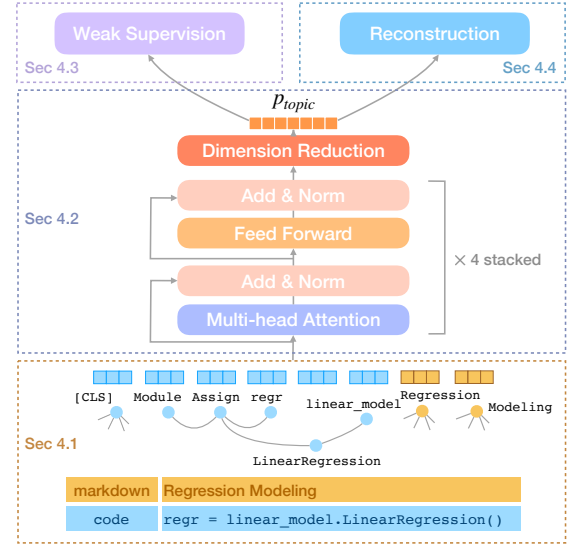 Weak Supervision
Reconstruction
Sec 4.3
Sec 4.4
p_topic
Dimension Reduction
Add & Norm
Sec 4.2
Feed Forward
× 4 stacked
Add & Norm
Multi-head Attention
[CLS] Module Assign regr linear_model Regression Modeling
Sec 4.1
LinearRegression
markdown Regression Modeling
code regr = linear_model.LinearRegression()